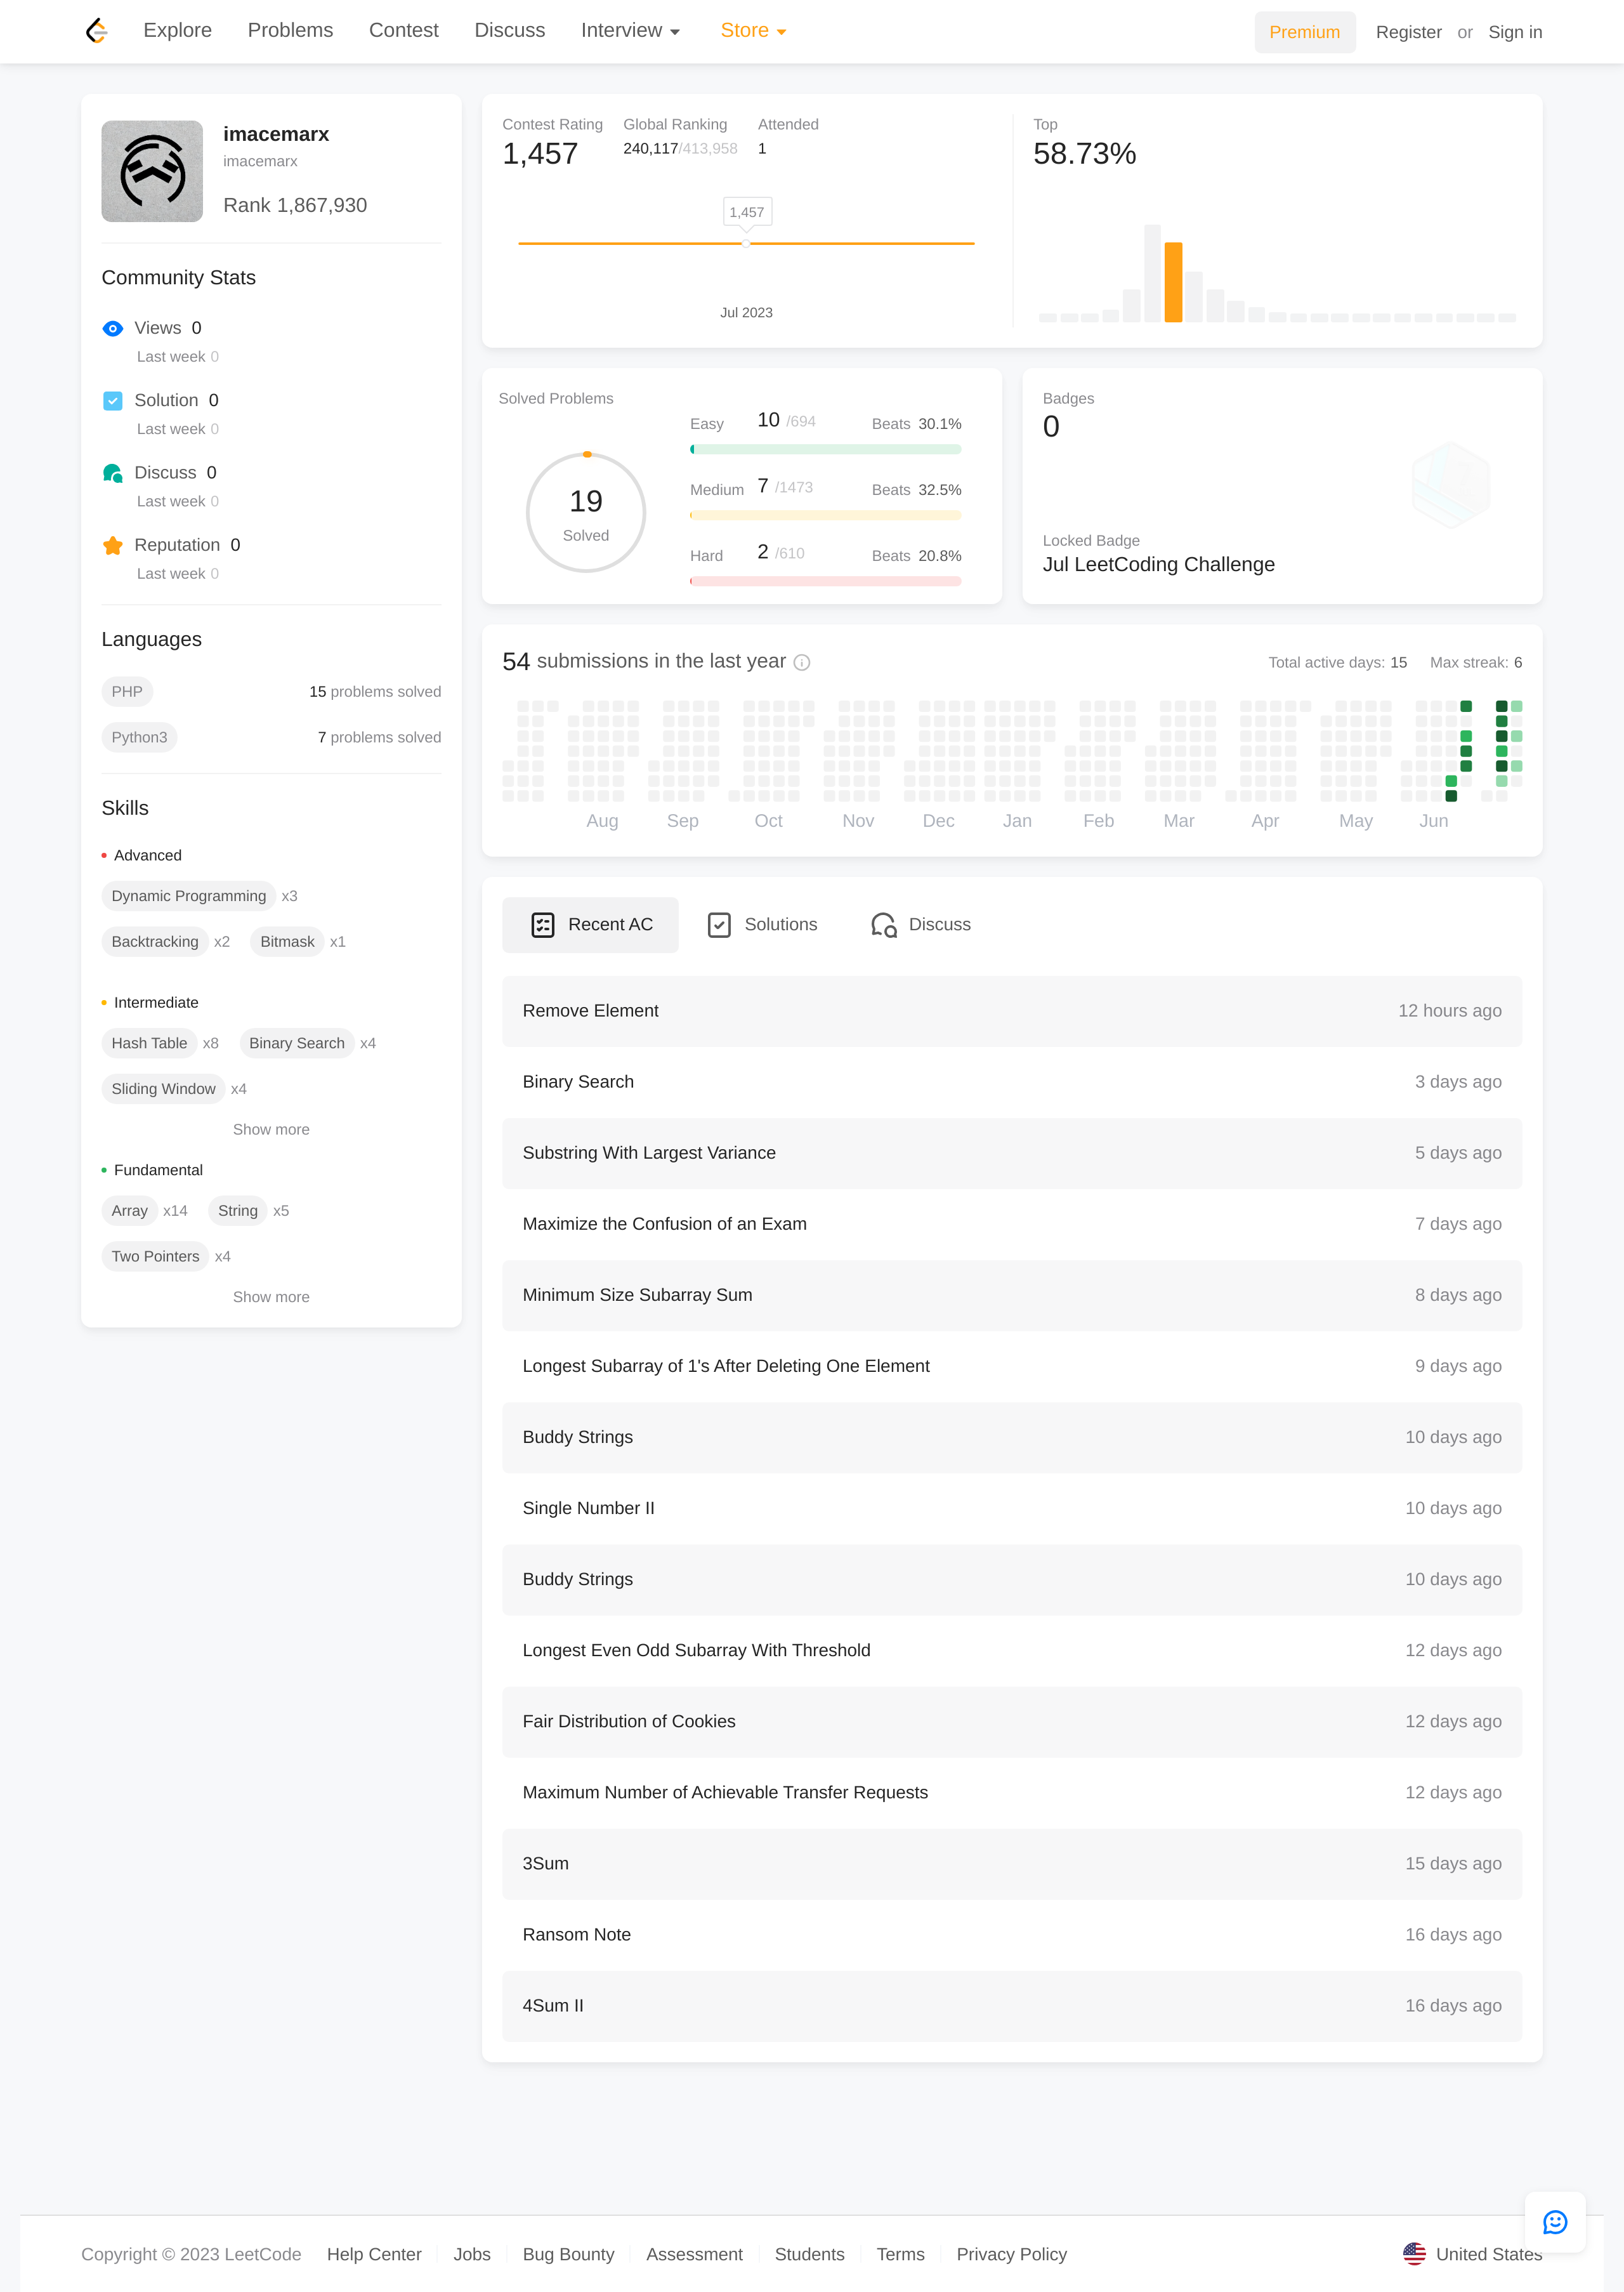 Explore Problems Contest Discuss Interview Store Premium Register or Sign in
imacemarx
imacemarx
Rank 1,867,930
Community Stats
Views 0
Last week 0
Solution 0
Last week 0
Discuss 0
Last week 0
Reputation 0
Last week 0
Languages
PHP 15 problems solved
Python3 7 problems solved
Skills
Advanced
Dynamic Programming x3
Backtracking x2 Bitmask x1
Intermediate
Hash Table x8 Binary Search x4
Sliding Window x4
Show more
Fundamental
Array x14 String x5
Two Pointers x4
Show more
Contest Rating Global Ranking Attended
1,457 240,117/413,958 1
1,457
Jul 2023
Top
58.73%
Solved Problems
19
Solved
Easy 10 /694 Beats 30.1%
Medium 7 /1473 Beats 32.5%
Hard 2 /610 Beats 20.8%
Badges
0
Locked Badge
Jul LeetCoding Challenge
54 submissions in the last year Total active days: 15 Max streak: 6
Aug Sep Oct Nov Dec Jan Feb Mar Apr May Jun
Recent AC Solutions Discuss
Remove Element 12 hours ago
Binary Search 3 days ago
Substring With Largest Variance 5 days ago
Maximize the Confusion of an Exam 7 days ago
Minimum Size Subarray Sum 8 days ago
Longest Subarray of 1's After Deleting One Element 9 days ago
Buddy Strings 10 days ago
Single Number II 10 days ago
Buddy Strings 10 days ago
Longest Even Odd Subarray With Threshold 12 days ago
Fair Distribution of Cookies 12 days ago
Maximum Number of Achievable Transfer Requests 12 days ago
3Sum 15 days ago
Ransom Note 16 days ago
4Sum II 16 days ago
Copyright © 2023 LeetCode Help Center Jobs Bug Bounty Assessment Students Terms Privacy Policy United States